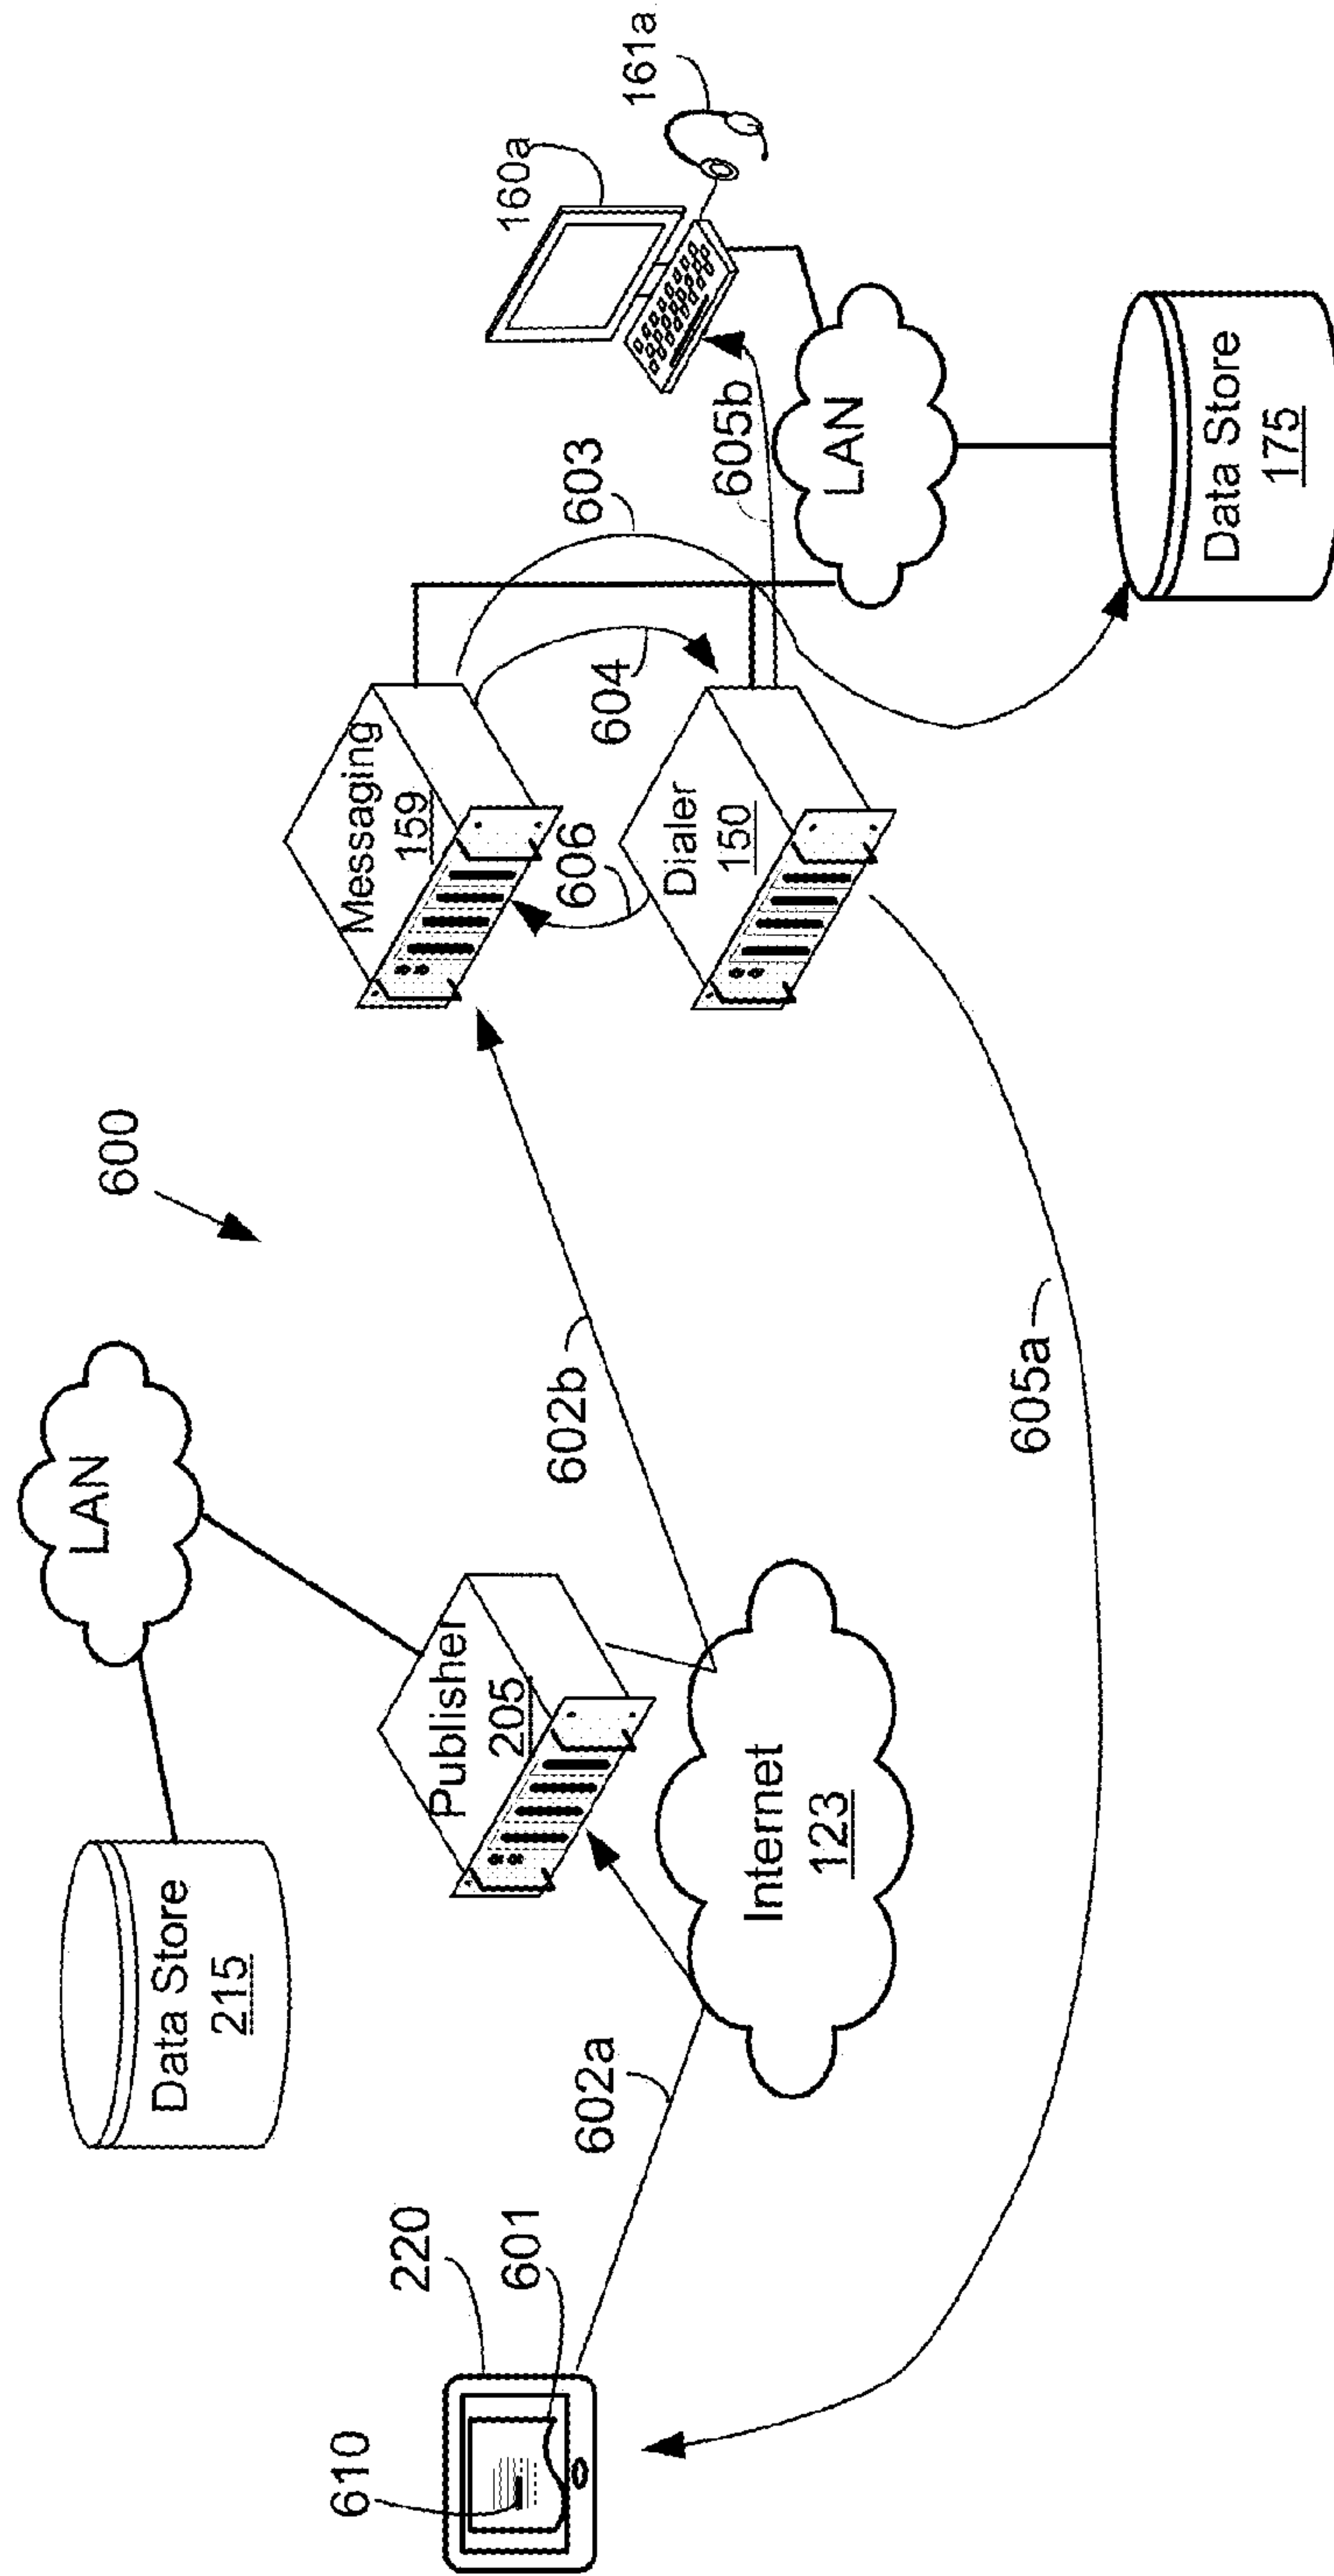 600
610
220
601
602a
Data Store
215
LAN
Publisher
205
Internet
123
602b
605a
Messaging
159
606
Dialer
150
604
603
605b
160a
161a
LAN
Data Store
175